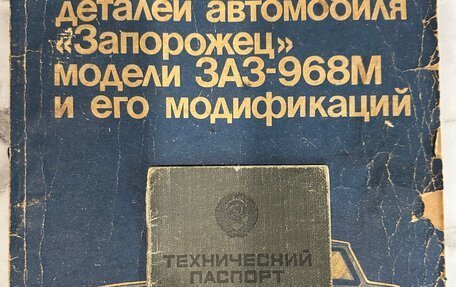 деталей автомобиля
«Запорожец»
модели ЗАЗ-968М
и его модификаций
ТЕХНИЧЕСКИЙ
ПАСПОРТ